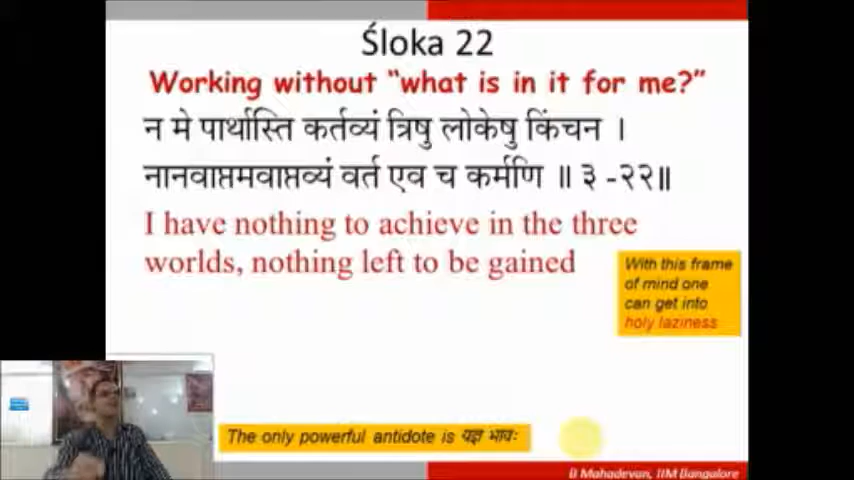 Śloka 22
Working without “what is in it for me?”
न मे पार्थास्ति कर्तव्यं त्रिषु लोकेषु किंचन ।
नानवाप्तमवाप्तव्यं वर्त एव च कर्मणि ॥ ३ -२२॥
I have nothing to achieve in the three
worlds, nothing left to be gained
With this frame
of mind one
can get into
holy laziness
The only powerful antidote is यज्ञ भावः
B Mahadevan, IIM Bangalore